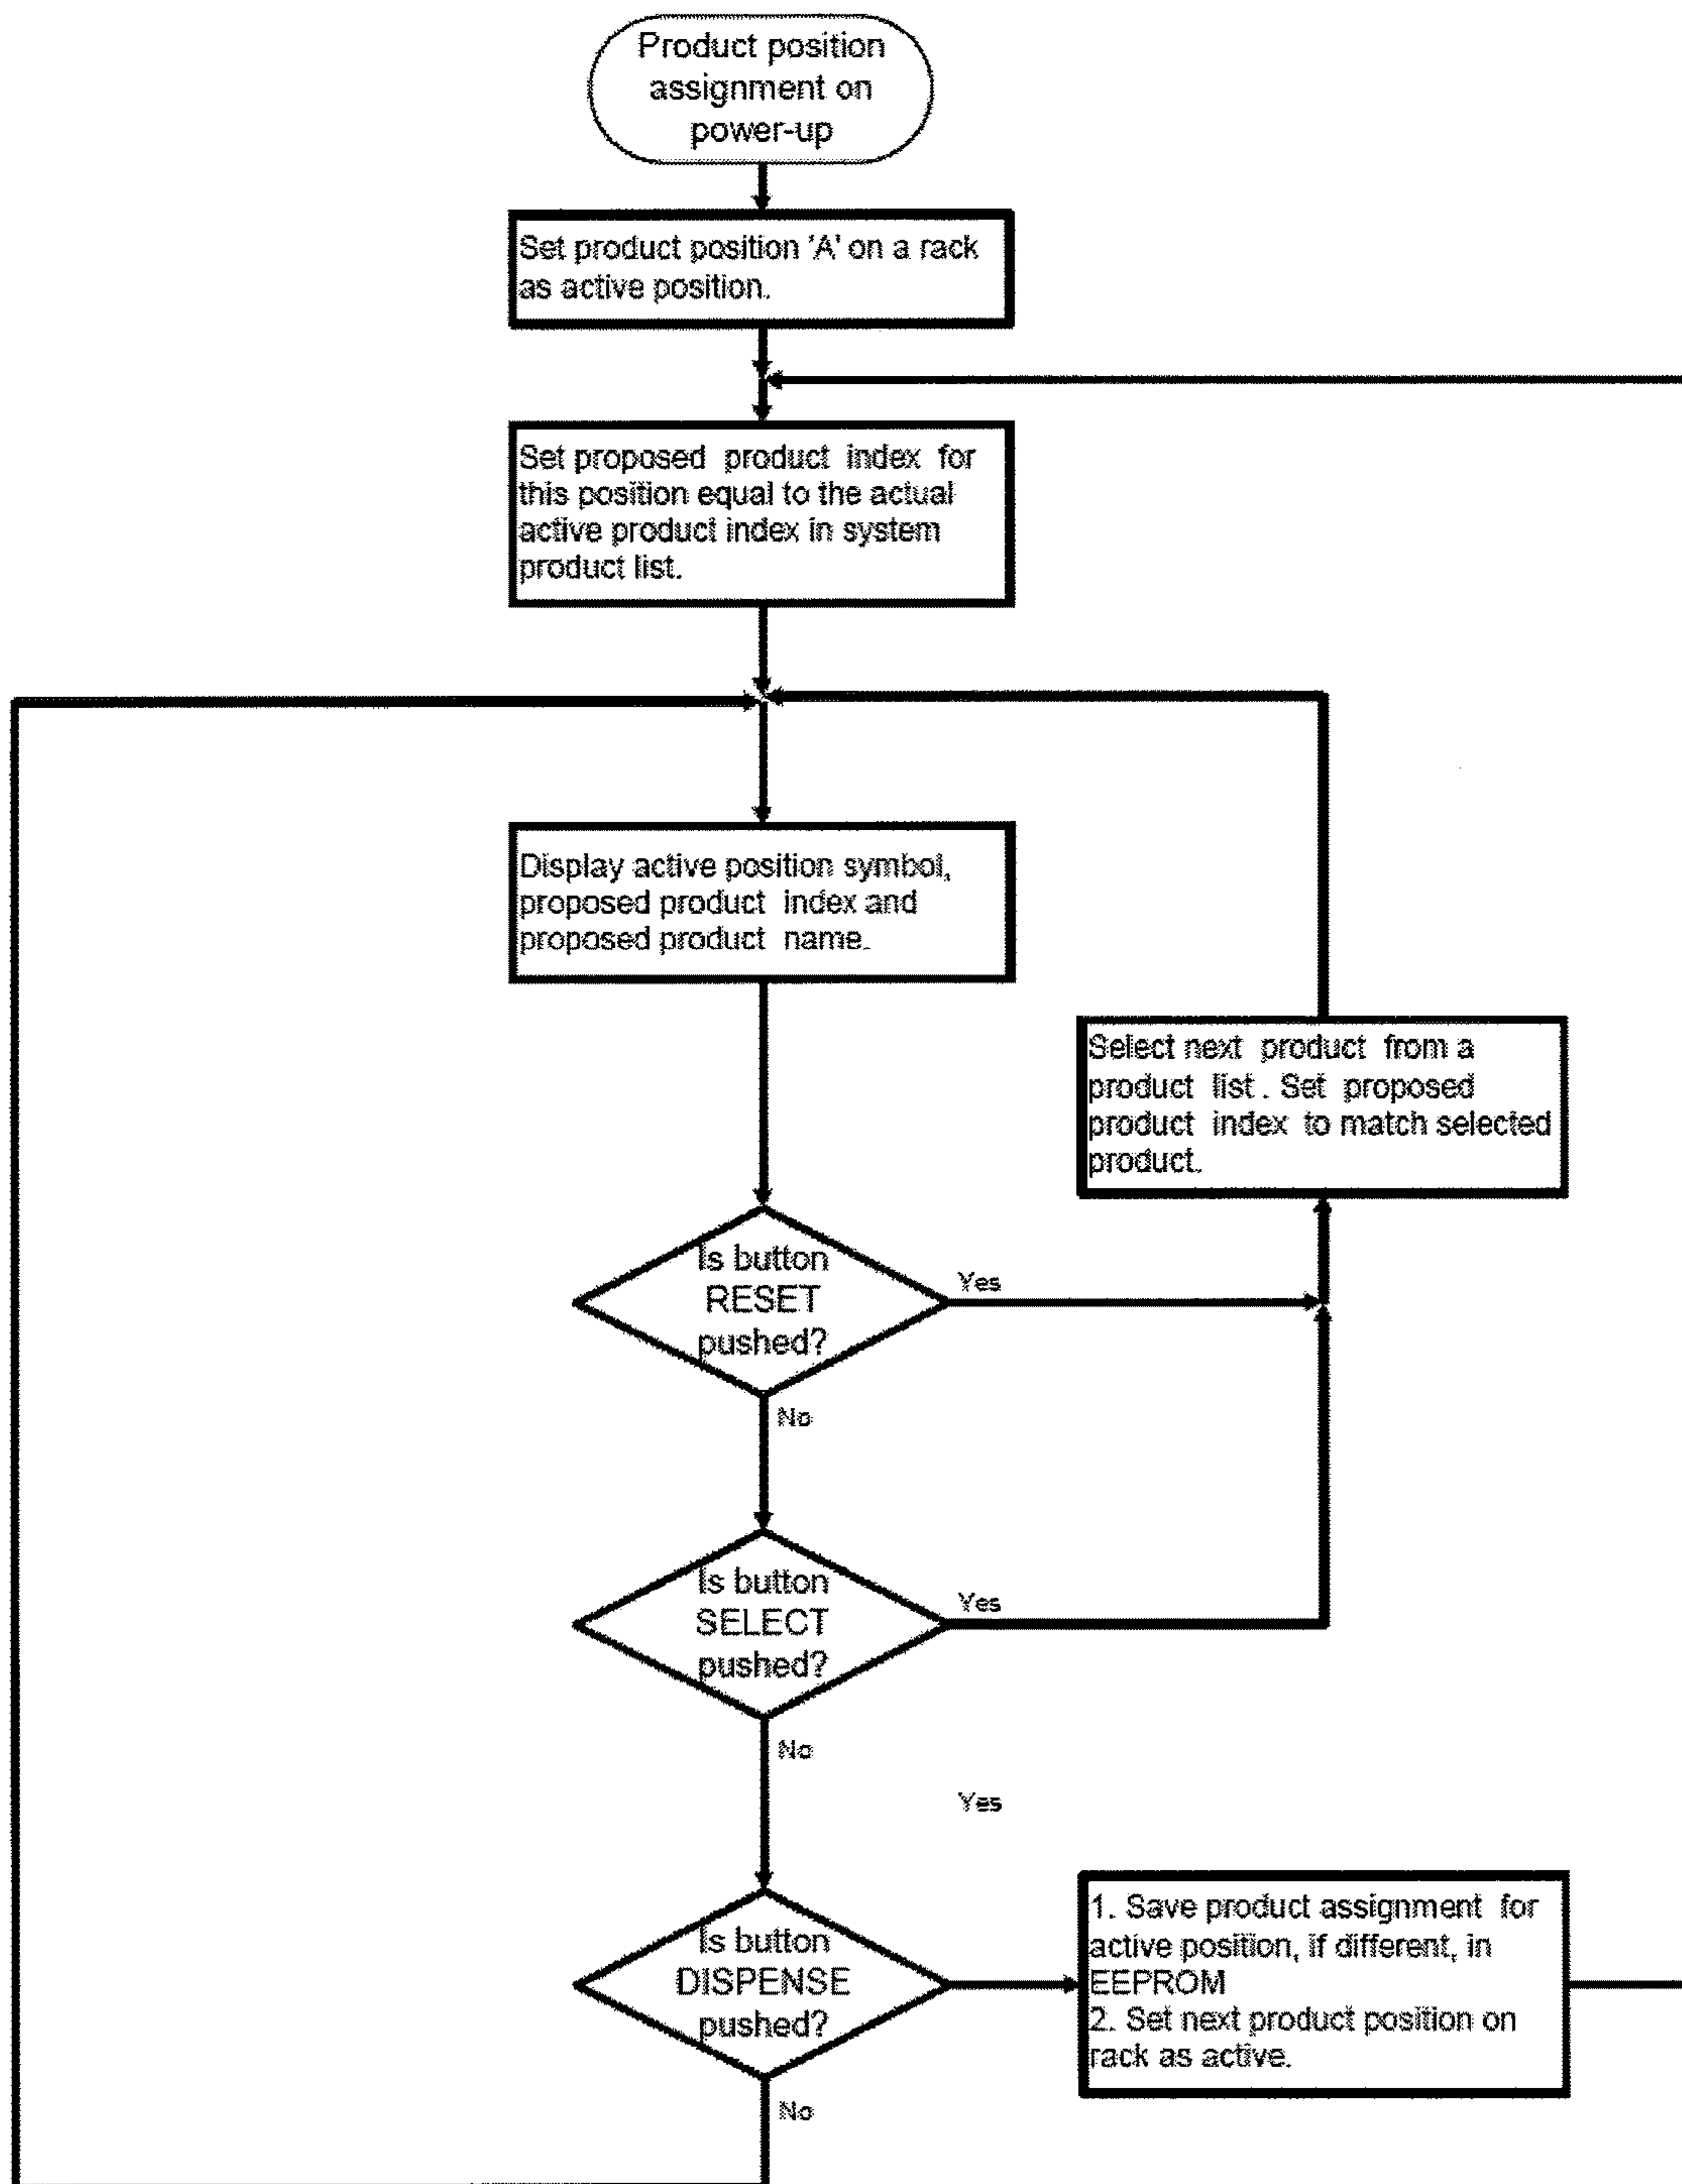 Product position
assignment on
power-up
Set product position 'A' on a rack
as active position.
Set proposed product index for
this position equal to the actual
active product index in system
product list.
Display active position symbol,
proposed product index and
proposed product name.
Select next product from a
product list . Set proposed
product index to match selected
product.
Is button
RESET
pushed?
Yes
No
Is button
SELECT
pushed?
Yes
No
Yes
Is button
DISPENSE
pushed?
1. Save product assignment for
active position, if different, in
EEPROM
2. Set next product position on
rack as active.
No